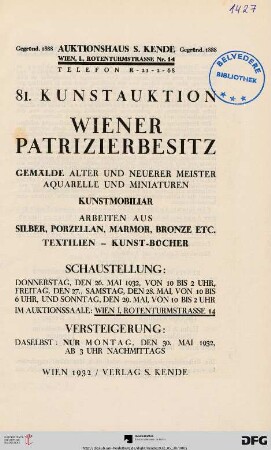 1427
Gegründ. 1888 AUKTIONSHAUS S. KENDE Gegründ. 1888
WIEN, I., ROTENTURMSTRASSE Nr. 14
TELEFON R-21-2-68
BELVEDERE
BIBLIOTHEK
81. KUNSTAUKTION
WIENER
PATRIZIERBESITZ
GEMÄLDE ALTER UND NEUERER MEISTER
AQUARELLE UND MINIATUREN
KUNSTMOBILIAR
ARBEITEN AUS
SILBER, PORZELLAN, MARMOR, BRONZE ETC.
TEXTILIEN – KUNST-BÜCHER
SCHAUSTELLUNG:
DONNERSTAG, DEN 26. MAI 1932, VON 10 BIS 2 UHR,
FREITAG, DEN 27., SAMSTAG, DEN 28. MAI, VON 10 BIS
6 UHR, UND SONNTAG, DEN 29. MAI, VON 10 BIS 2 UHR
IM AUKTIONSSAALE: WIEN I, ROTENTURMSTRASSE 14
VERSTEIGERUNG:
DASELBST: NUR MONTAG, DEN 30. MAI 1932,
AB 3 UHR NACHMITTAGS
WIEN 1932 / VERLAG S. KENDE
UNIVERSITÄTS-
BIBLIOTHEK
HEIDELBERG
DFG